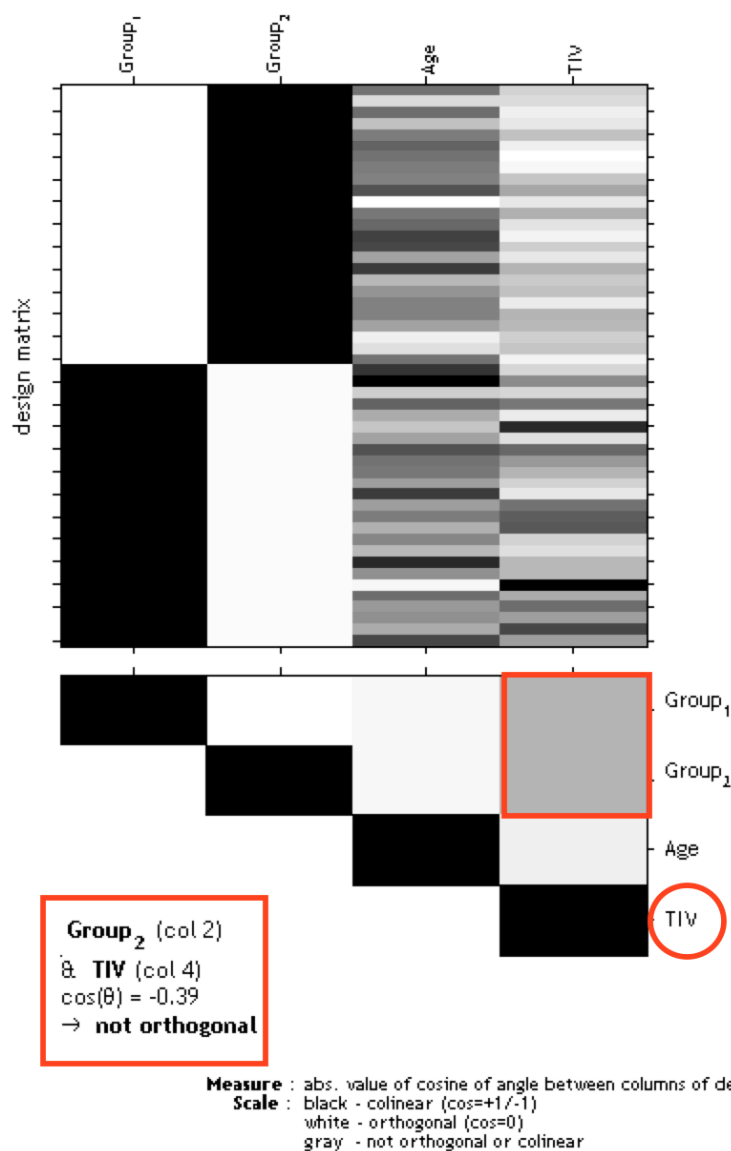 Group1
Group2
Age
TIV
design matrix
Group1
Group2
Age
TIV
Group2 (col 2)
& TIV (col 4)
cos(θ) = -0.39
→ not orthogonal
Measure : abs. value of cosine of angle between columns of de
Scale : black - colinear (cos=+1/-1)
white - orthogonal (cos=0)
gray - not orthogonal or colinear